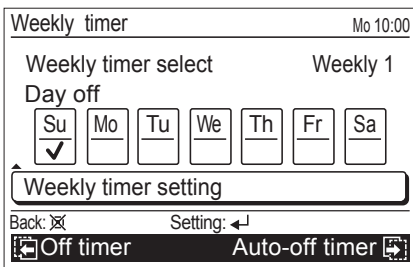 Weekly timer Mo 10:00
Weekly timer select Weekly 1
Day off
Su Mo Tu We Th Fr Sa
Weekly timer setting
Back: Setting:
Off timer Auto-off timer